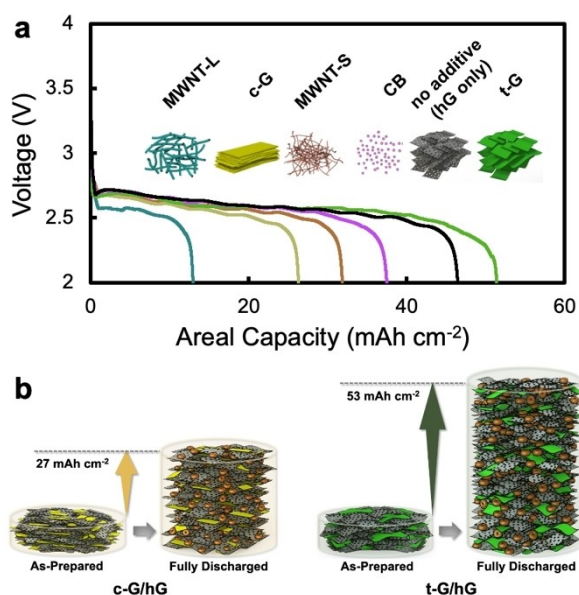 a
4
3.5
3
2.5
2
Voltage (V)
MWNT-L
c-G
MWNT-S
CB
no additive
(hG only)
t-G
0
20
40
60
Areal Capacity (mAh cm⁻²)
b
27 mAh cm⁻²
53 mAh cm⁻²
As-Prepared
Fully Discharged
As-Prepared
Fully Discharged
c-G/hG
t-G/hG